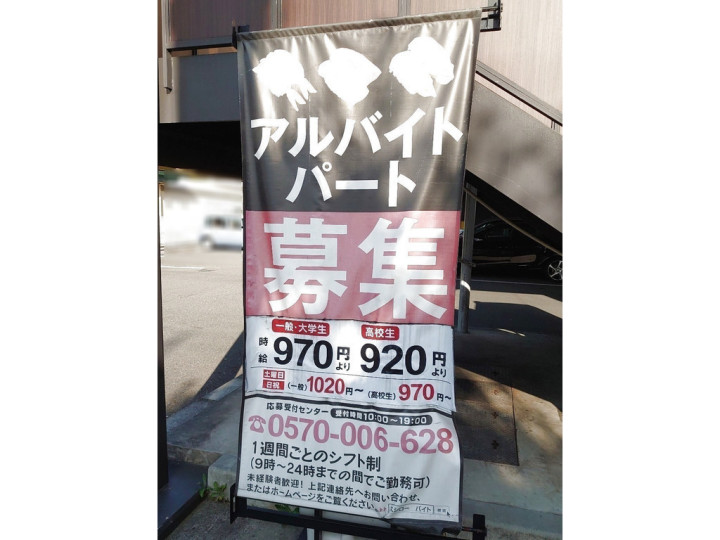 アルバイト
パート
募集
一般・大学生 高校生
時給 970円より 920円より
土曜日 日祝 (一般) 1020円~ (高校生) 970円~
応募受付センター 受付時間 10:00~19:00
☎0570-006-628
1週間ごとのシフト制
(9時~24時までの間でご勤務可)
未経験者歓迎!上記連絡先へお問い合わせ、
またはホームページをご覧ください。
バイト